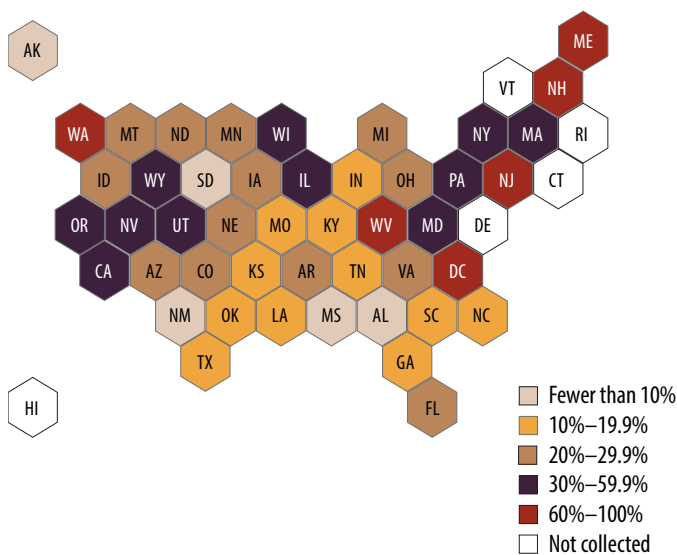 ME
AK
VT NH
WA MT ND MN WI MI NY MA RI
ID WY SD IA IL IN OH PA NJ CT
OR NV UT NE MO KY WV MD DE
CA AZ CO KS AR TN VA DC
NM OK LA MS AL SC NC
TX GA
HI FL
Fewer than 10%
10%–19.9%
20%–29.9%
30%–59.9%
60%–100%
Not collected